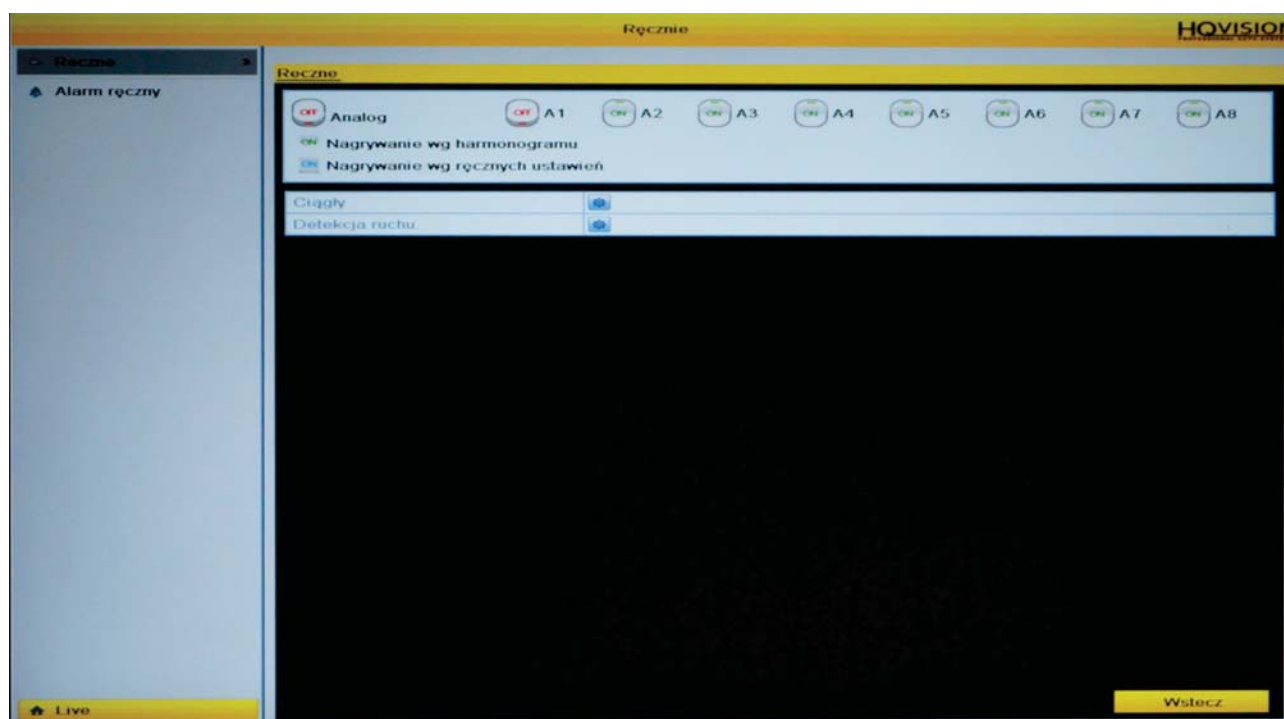 Ręcznie
HQVISION
Ręczne
Alarm ręczny
Ręczne
OFF Analog OFF A1 ON A2 ON A3 ON A4 ON A5 ON A6 ON A7 ON A8
ON Nagrywanie wg harmonogramu
ON Nagrywanie wg ręcznych ustawień
Ciągły
Detekcja ruchu
Live
Wstecz